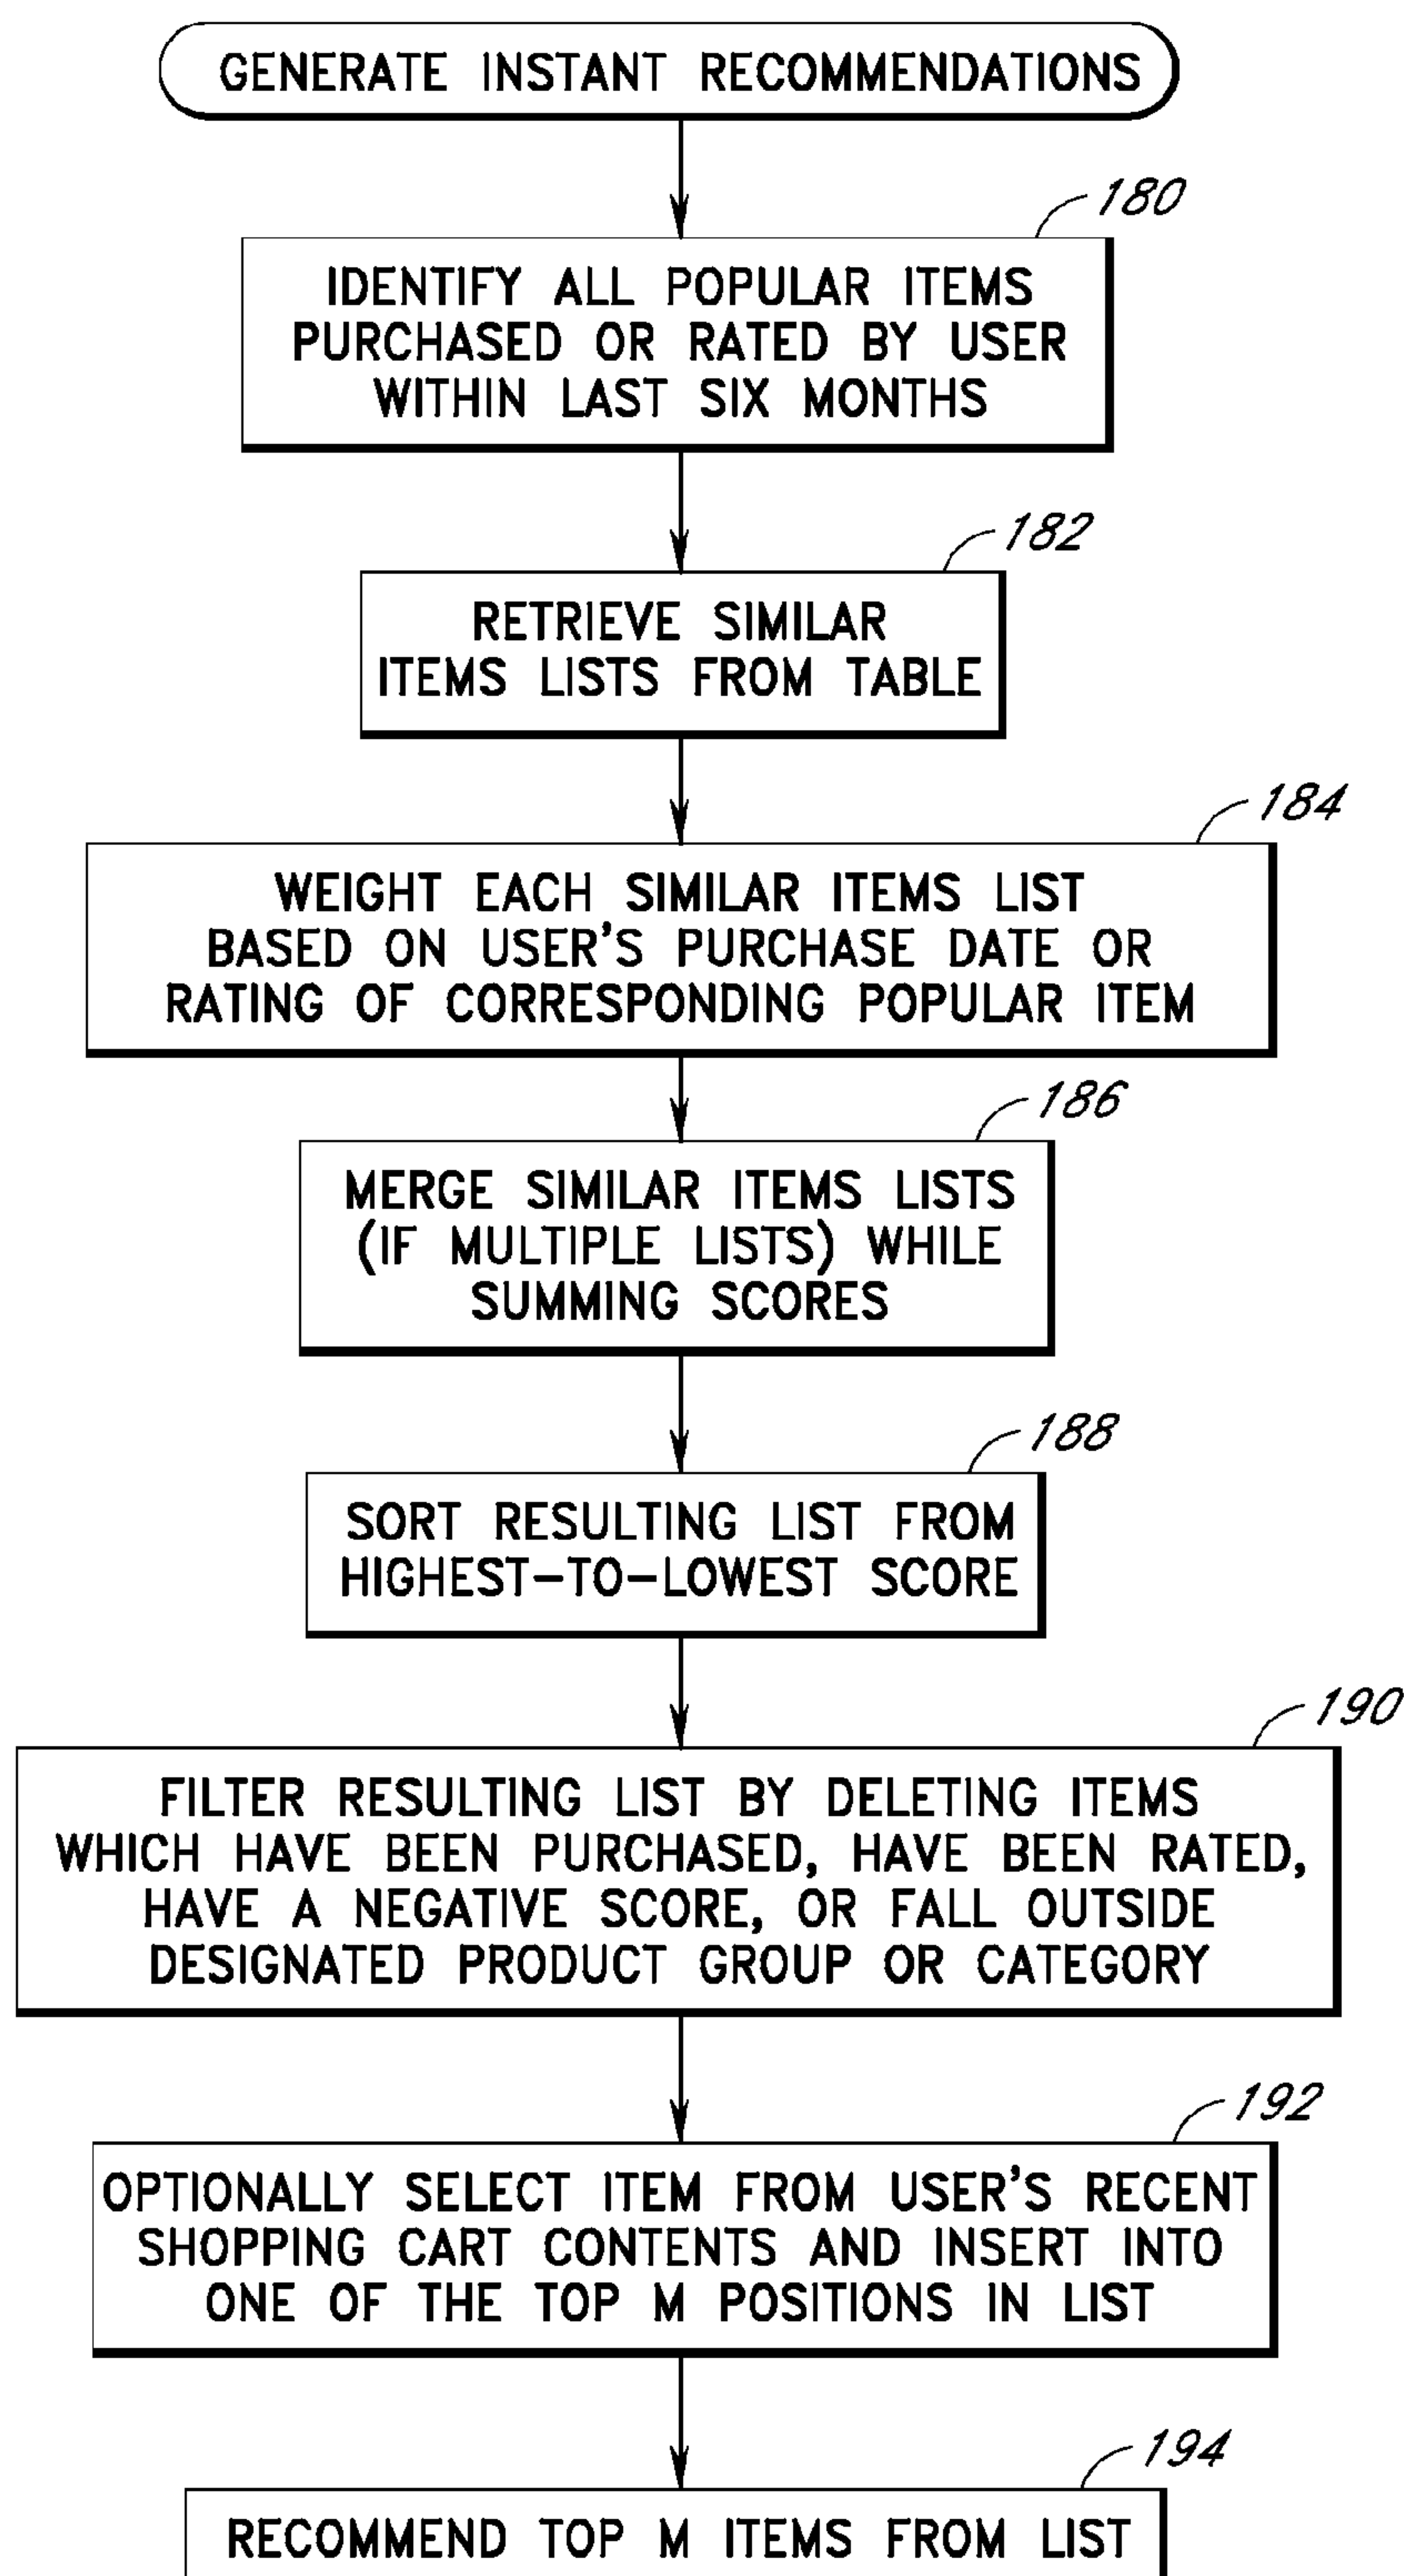 GENERATE INSTANT RECOMMENDATIONS
180
IDENTIFY ALL POPULAR ITEMS
PURCHASED OR RATED BY USER
WITHIN LAST SIX MONTHS
182
RETRIEVE SIMILAR
ITEMS LISTS FROM TABLE
184
WEIGHT EACH SIMILAR ITEMS LIST
BASED ON USER'S PURCHASE DATE OR
RATING OF CORRESPONDING POPULAR ITEM
186
MERGE SIMILAR ITEMS LISTS
(IF MULTIPLE LISTS) WHILE
SUMMING SCORES
188
SORT RESULTING LIST FROM
HIGHEST-TO-LOWEST SCORE
190
FILTER RESULTING LIST BY DELETING ITEMS
WHICH HAVE BEEN PURCHASED, HAVE BEEN RATED,
HAVE A NEGATIVE SCORE, OR FALL OUTSIDE
DESIGNATED PRODUCT GROUP OR CATEGORY
192
OPTIONALLY SELECT ITEM FROM USER'S RECENT
SHOPPING CART CONTENTS AND INSERT INTO
ONE OF THE TOP M POSITIONS IN LIST
194
RECOMMEND TOP M ITEMS FROM LIST